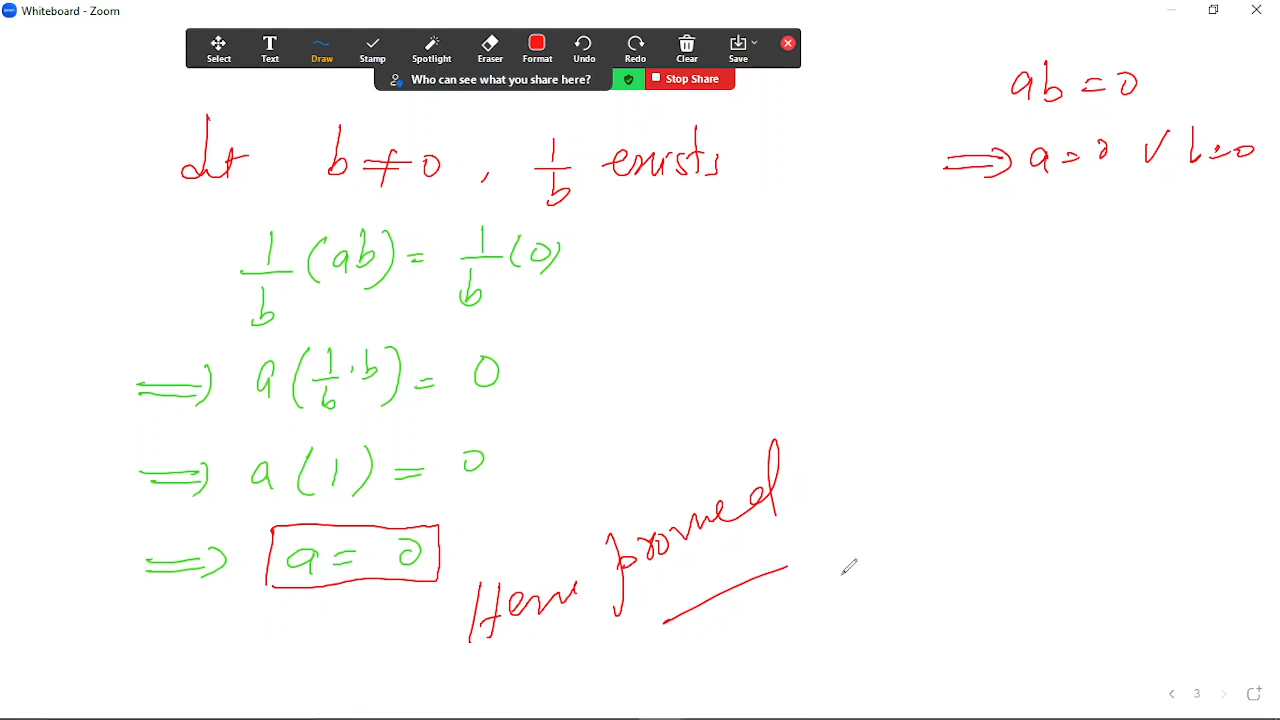 Whiteboard - Zoom
Select Text Draw Stamp Spotlight Eraser Format Undo Redo Clear Save
Who can see what you share here? Stop Share
ab = 0
⟹ a = 0 ∨ b = 0
Let b ≠ 0 , 1/b exists
1/b (ab) = 1/b (0)
⟹ a(1/b . b) = 0
⟹ a(1) = 0
⟹ a = 0
Hence proved
3